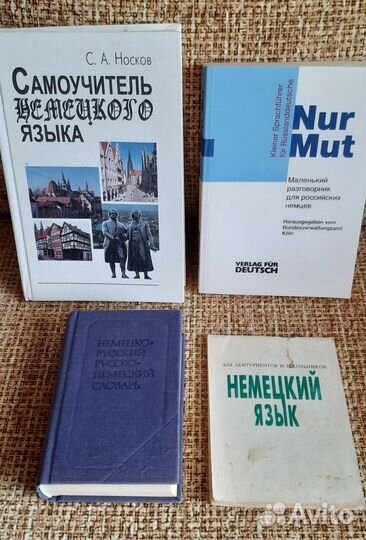 С. А. Носков
САМОУЧИТЕЛЬ
НЕМЕЦКОГО
ЯЗЫКА
Kleiner Sprachführer
für Russlanddeutsche
Nur
Mut
Маленький
разговорник
для российских
немцев
Herausgegeben vom
Bundesverwaltungsamt
Köln
VERLAG FÜR
DEUTSCH
НЕМЕЦКО-
РУССКИЙ
РУССКО-
НЕМЕЦКИЙ
СЛОВАРЬ
ДЛЯ АБИТУРИЕНТОВ И ШКОЛЬНИКОВ
НЕМЕЦКИЙ
ЯЗЫК
Avito